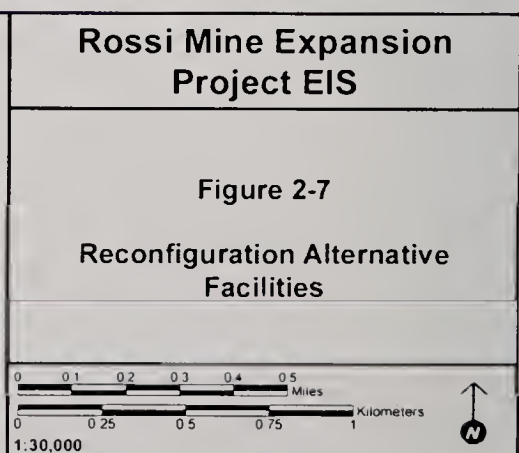 Rossi Mine Expansion
Project EIS
Figure 2-7
Reconfiguration Alternative
Facilities
0 0 1 0 2 0 3 0 4 0 5
Miles
Kilometers
0 0 25 0 5 0 75 1
N
1:30,000